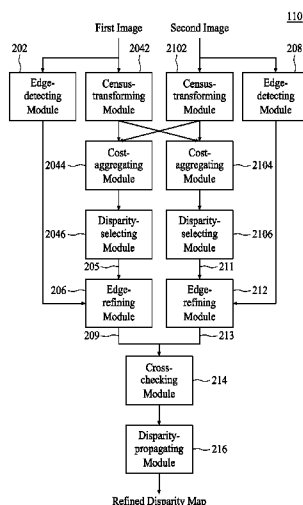 110
First Image
Second Image
202
2042
2102
208
Edge-
detecting
Module
Census-
transforming
Module
Census-
transforming
Module
Edge-
detecting
Module
2044
Cost-
aggregating
Module
Cost-
aggregating
Module
2104
2046
Disparity-
selecting
Module
Disparity-
selecting
Module
2106
205
211
206
Edge-
refining
Module
Edge-
refining
Module
212
209
213
Cross-
checking
Module
214
Disparity-
propagating
Module
216
Refined Disparity Map